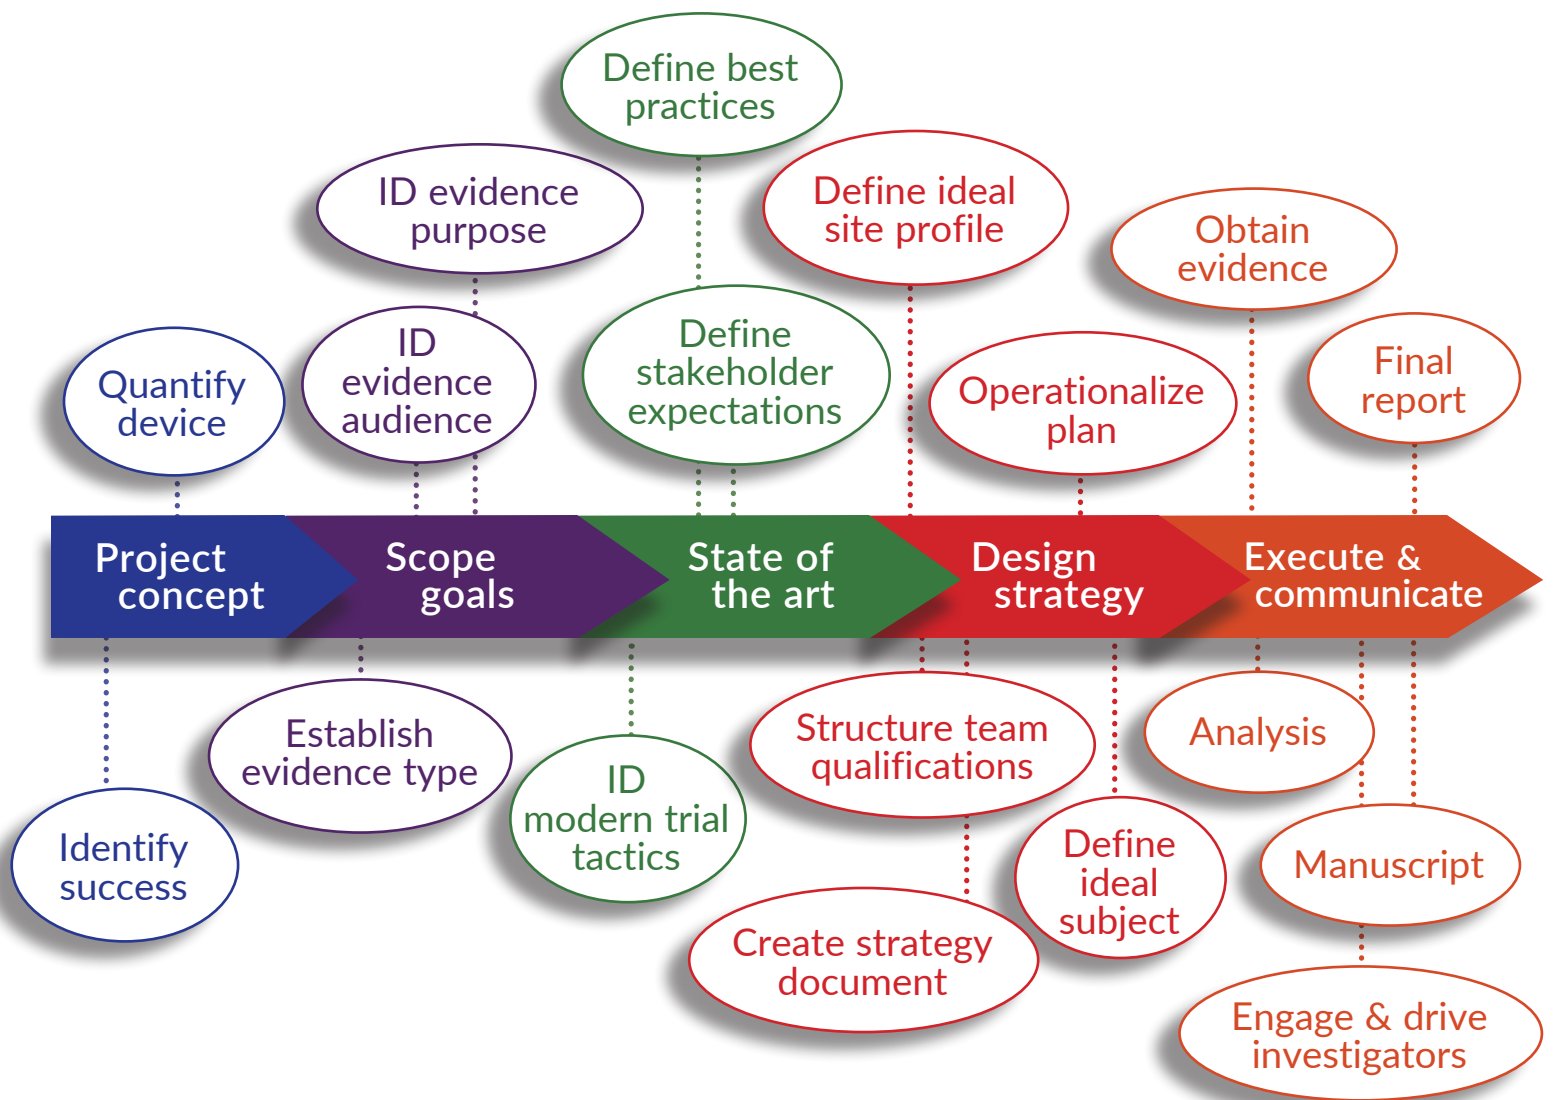 Define best
practices
ID evidence
purpose
Define ideal
site profile
Obtain
evidence
Quantify
device
ID
evidence
audience
Define
stakeholder
expectations
Operationalize
plan
Final
report
Project
concept
Scope
goals
State of
the art
Design
strategy
Execute &
communicate
Identify
success
Establish
evidence type
ID
modern trial
tactics
Structure team
qualifications
Create strategy
document
Define
ideal
subject
Analysis
Manuscript
Engage & drive
investigators